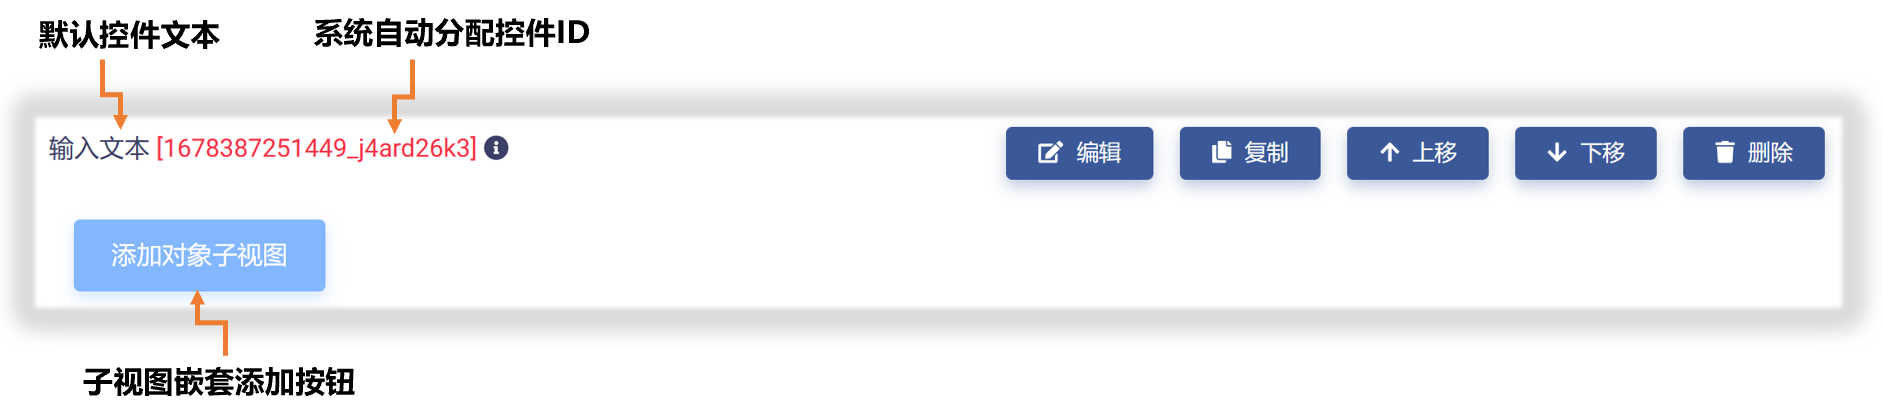 默认控件文本 系统自动分配控件ID
输入文本 [1678387251449_j4ard26k3] 编辑 复制 上移 下移 删除
添加对象子视图
子视图嵌套添加按钮